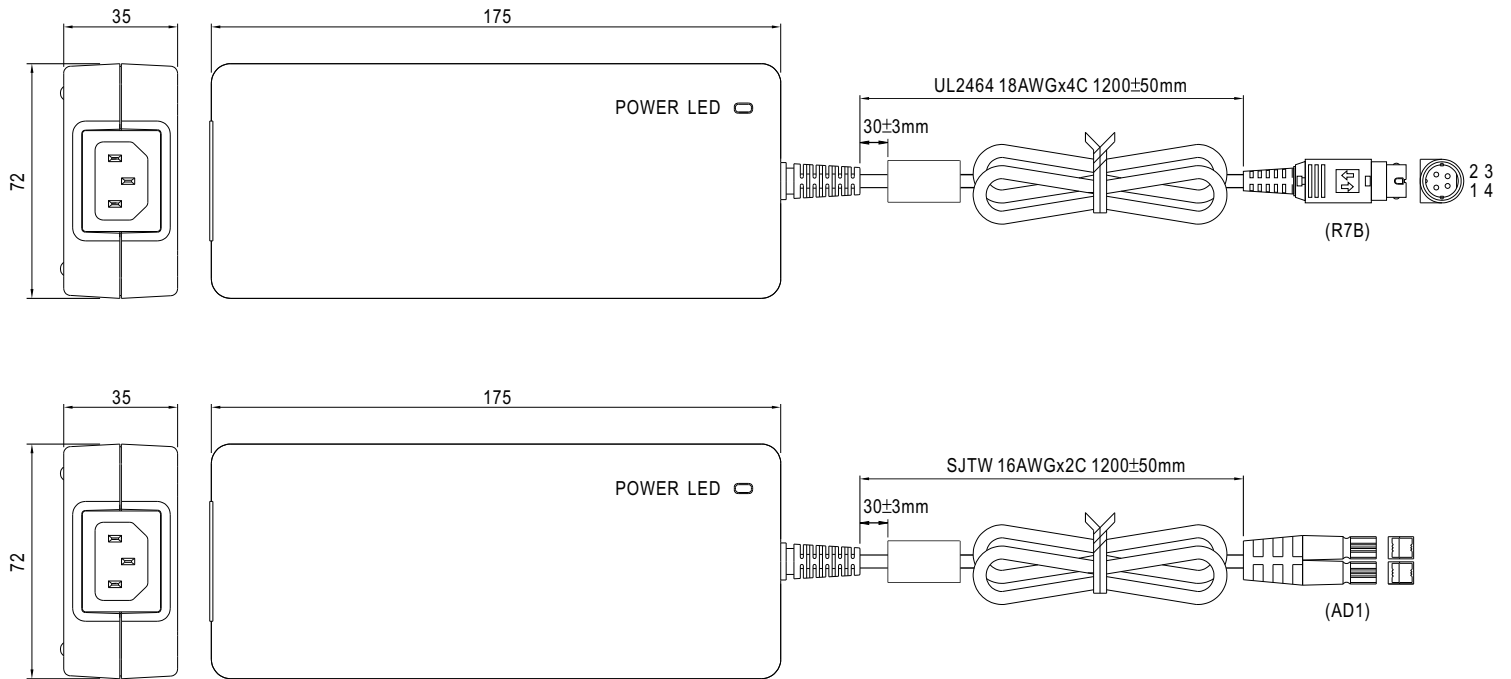 35
175
72
POWER LED
UL2464 18AWGx4C 1200±50mm
30±3mm
2 3
1 4
(R7B)
35
175
72
POWER LED
SJTW 16AWGx2C 1200±50mm
30±3mm
(AD1)